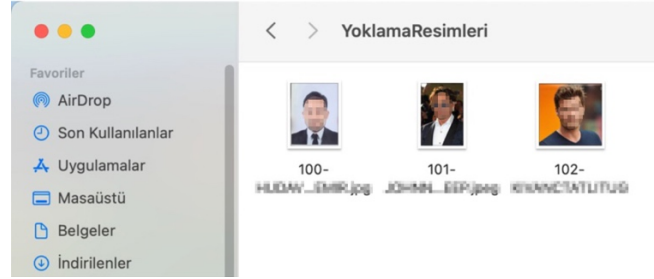 YoklamaResimleri
Favoriler
AirDrop
Son Kullanılanlar
Uygulamalar
Masaüstü
Belgeler
İndirilenler
100-
101-
102-